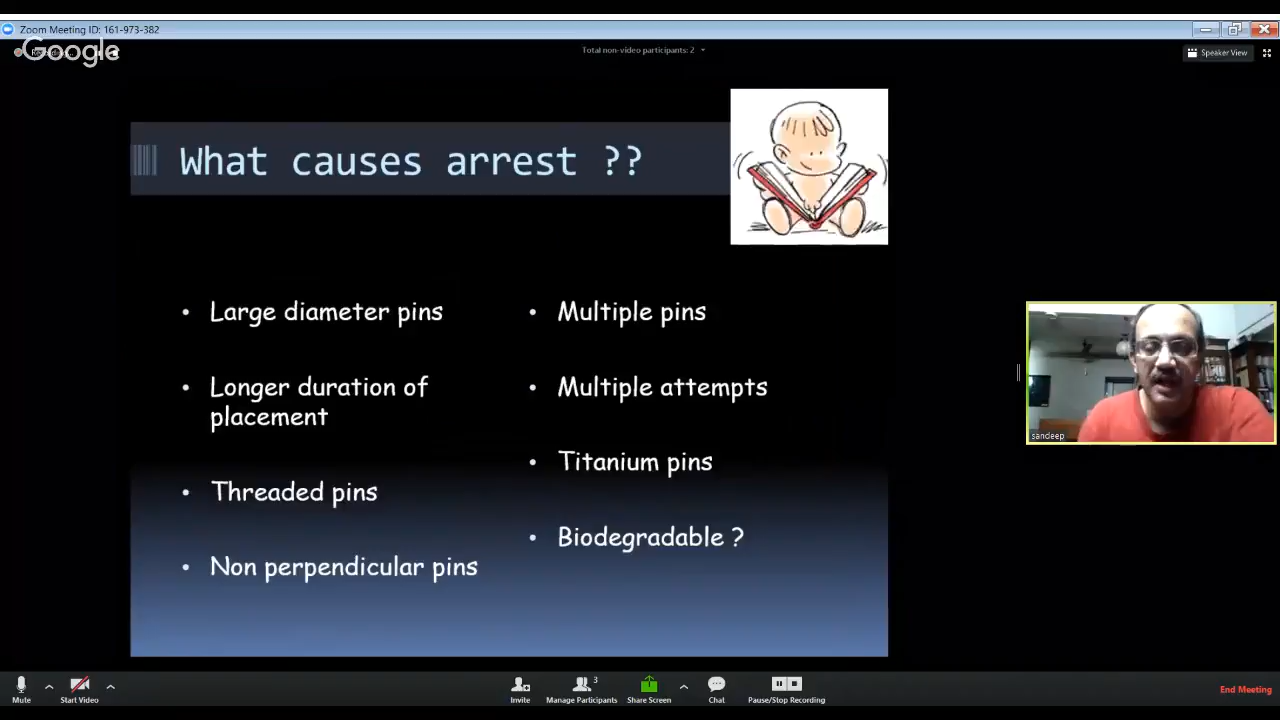 Zoom Meeting ID: 161-973-382
Google
Total non-video participants: 2
Speaker View
What causes arrest ??
• Large diameter pins
• Longer duration of
placement
• Threaded pins
• Non perpendicular pins
• Multiple pins
• Multiple attempts
• Titanium pins
• Biodegradable ?
sandeep
Mute
Start Video
Invite
3
Manage Participants
Share Screen
Chat
Pause/Stop Recording
End Meeting